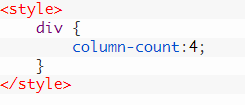 <style>
    div {
        column-count:4;
    }
</style>